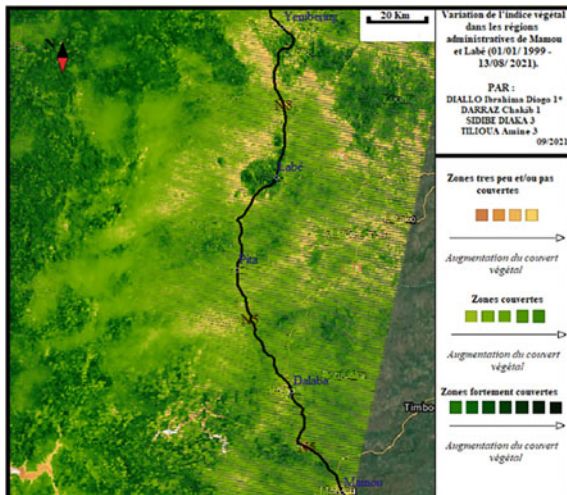 Yembering
20 Km
N5
Labé
Pita
N5
Dalaba
Timbo
N5
Mamou
Variation de l'indice végétal
dans les régions
administratives de Mamou
et Labé (01/01/ 1999 -
13/08/ 2021).
PAR :
DIALLO Ibrahima Diogo 1*
DARRAZ Chakib 1
SIDIBE DIAKA 3
TILIOUA Amine 3
09/2021
Zones tres peu et/ou pas
couvertes
Augmentation du couvert
végétal
Zones couvertes
Augmentation du couvert
végétal
Zones fortement couvertes
Augmentation du couvert
végétal